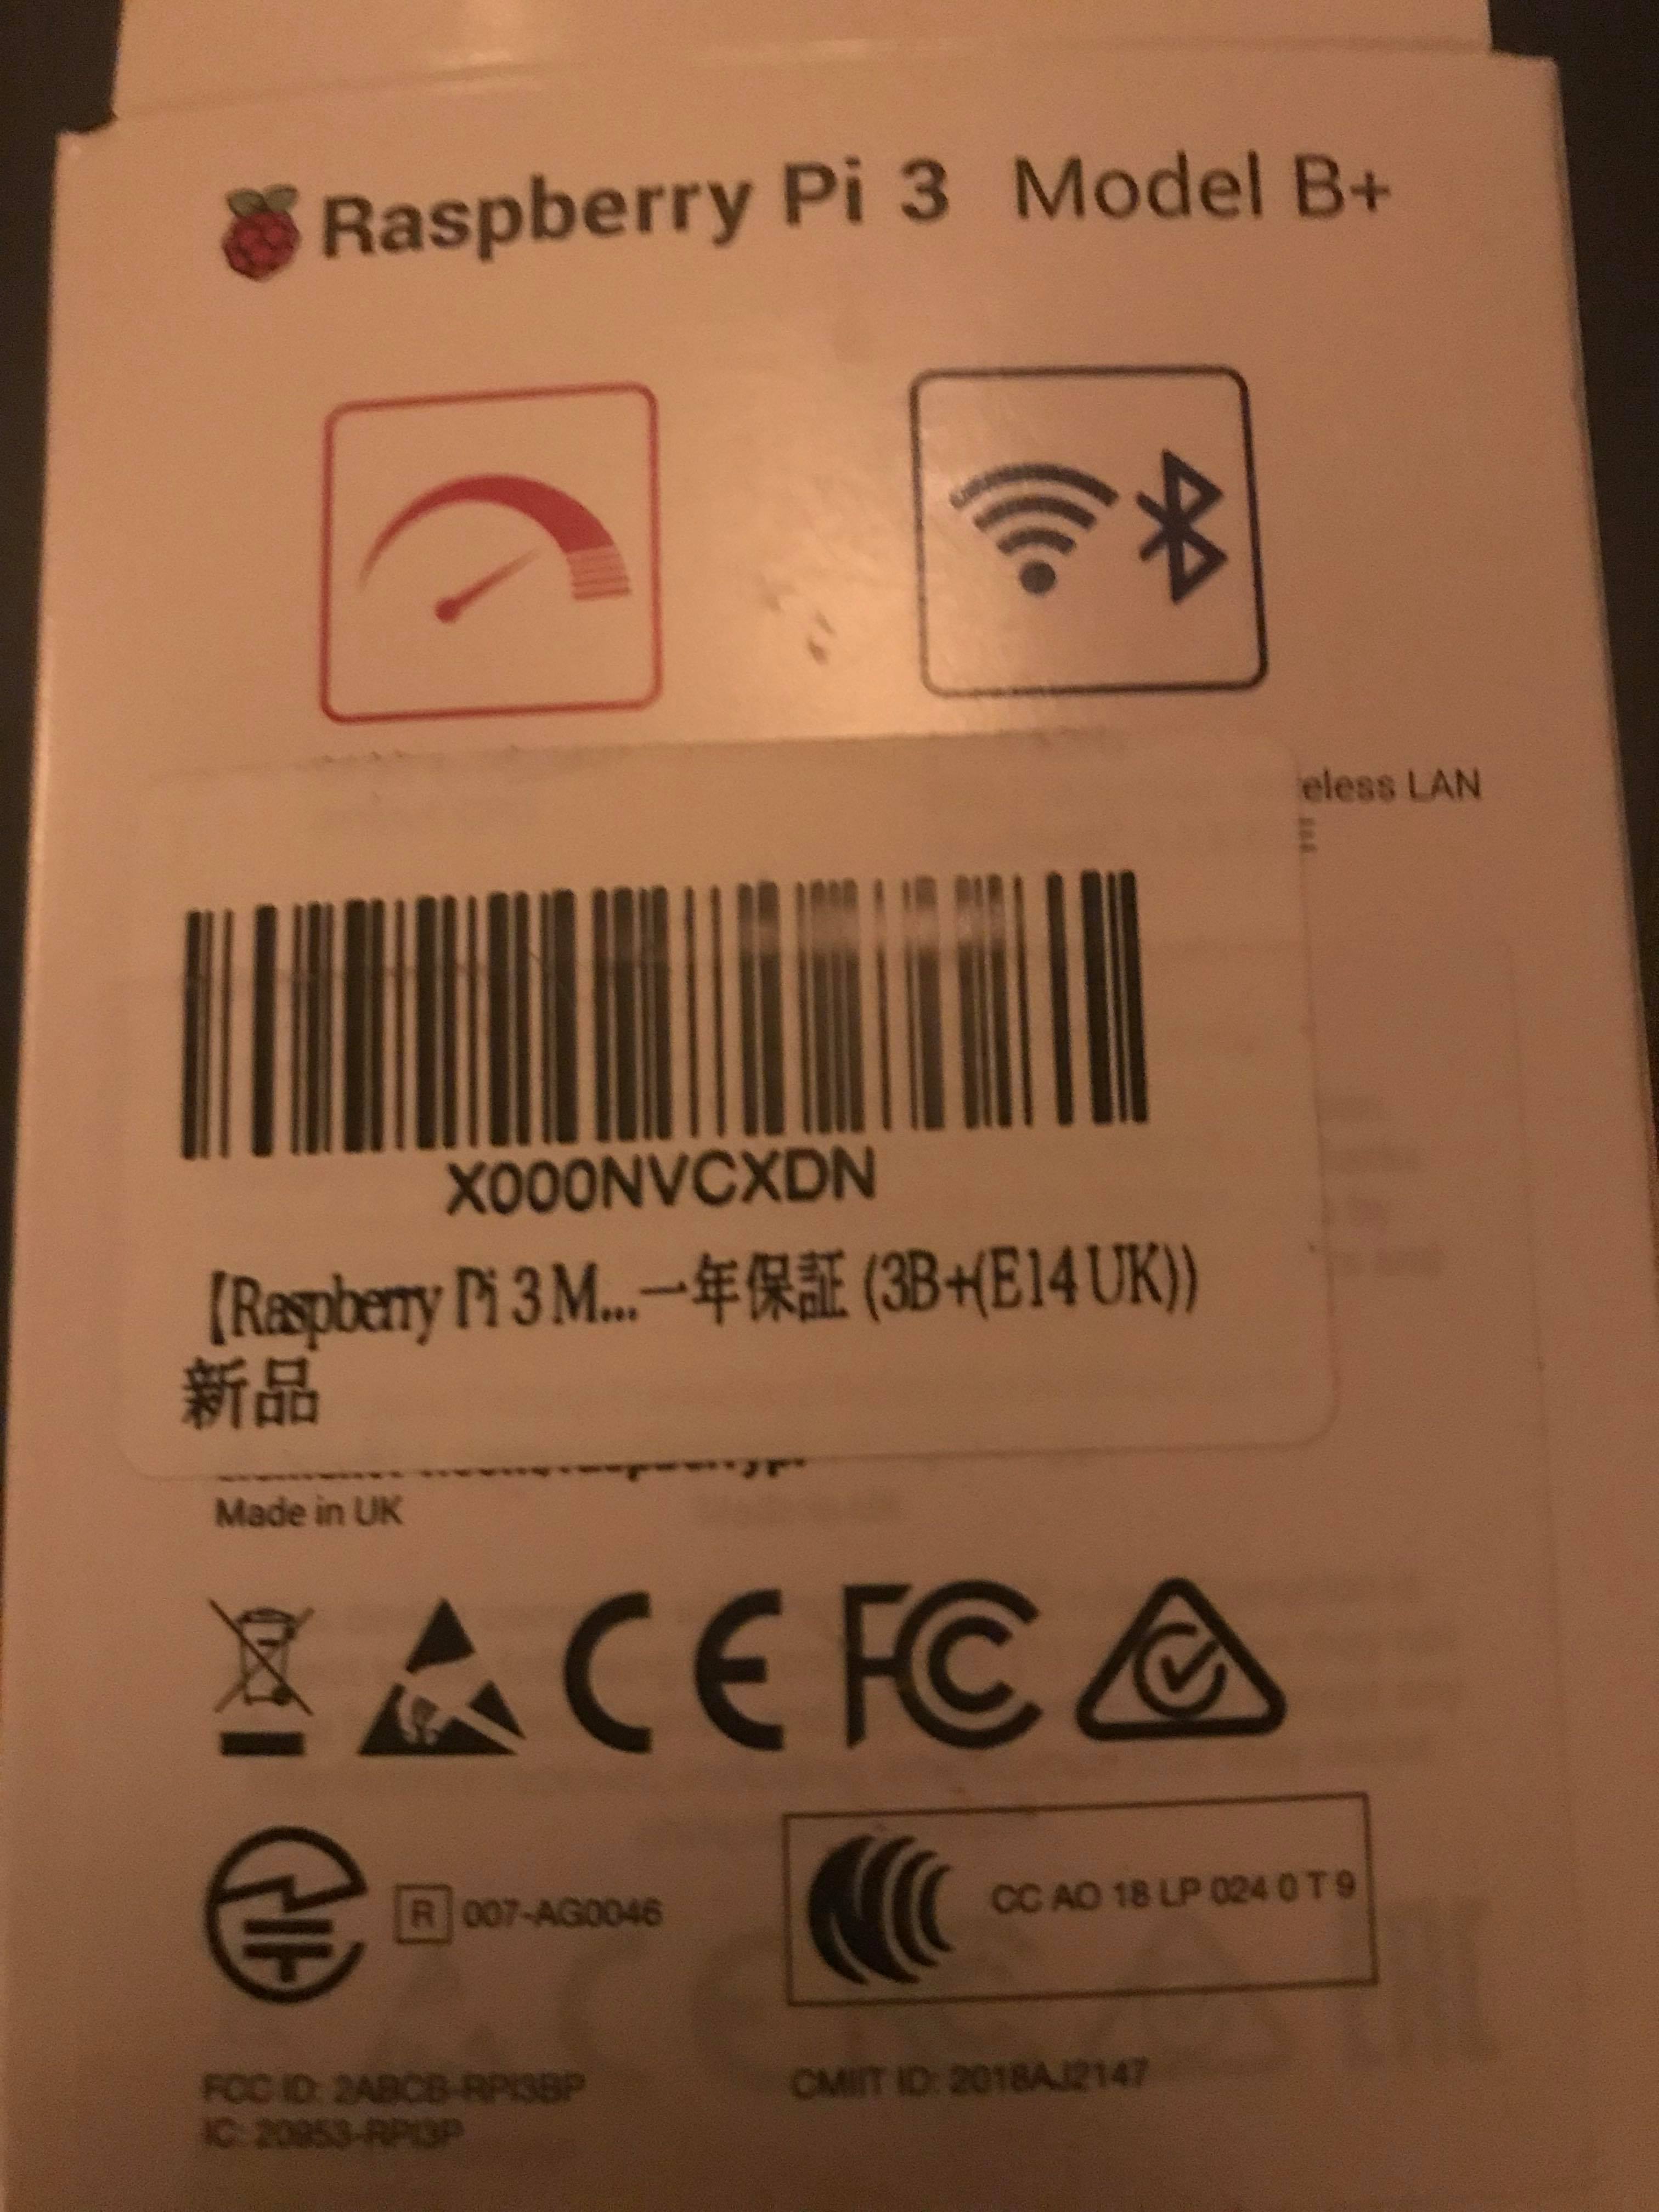 Raspberry Pi 3 Model B+
eless LAN
X000NVCXDN
【Raspberry Pi 3 M...一年保証 (3B+(E14 UK))
新品
Made in UK
CE FC
R 007-AG0046
CC AO 18 LP 024 0 T 9
FCC ID: 2ABCB-RPI3BP
CMIIT ID: 2018AJ2147
IC: 20953-RPI3P